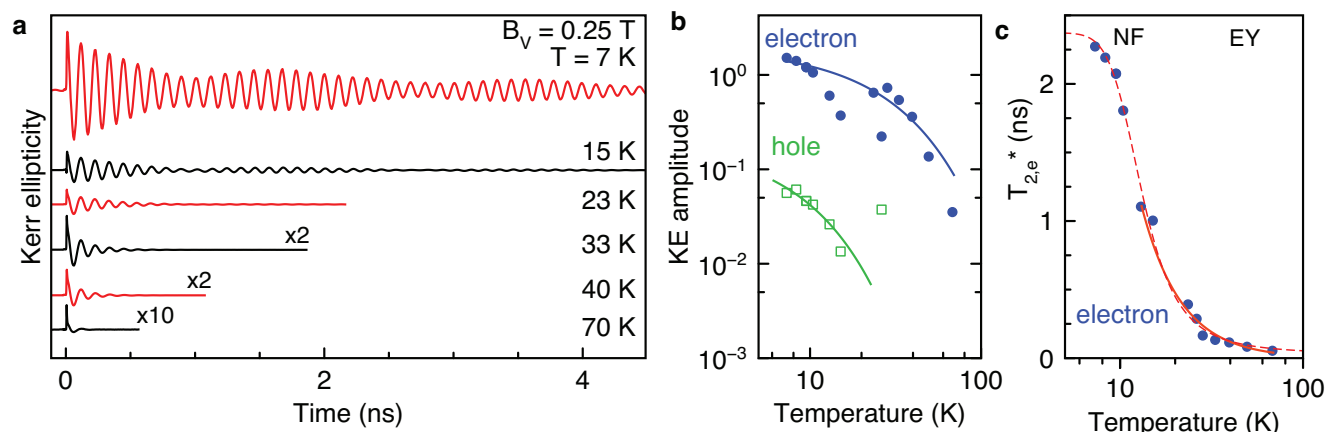 a
B_V = 0.25 T
T = 7 K
15 K
23 K
x2
33 K
x2
40 K
x10
70 K
Kerr ellipticity
0
2
4
Time (ns)
b
electron
hole
KE amplitude
10^0
10^-1
10^-2
10^-3
10
100
Temperature (K)
c
NF
EY
electron
T_{2,e}* (ns)
2
1
0
10
100
Temperature (K)